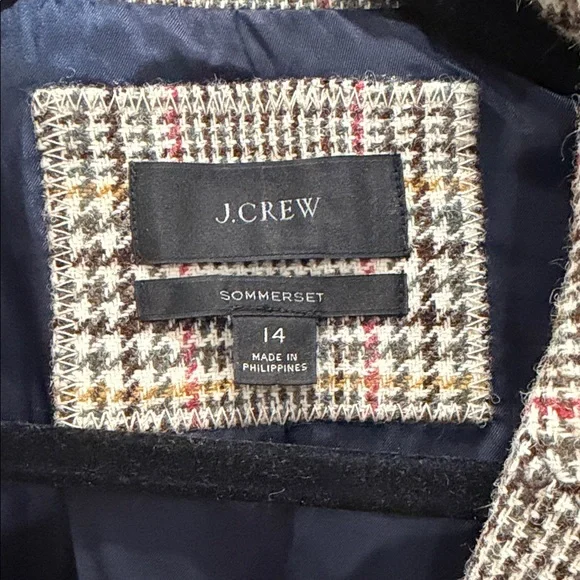 J.CREW
SOMMERSET
14
MADE IN
PHILIPPINES